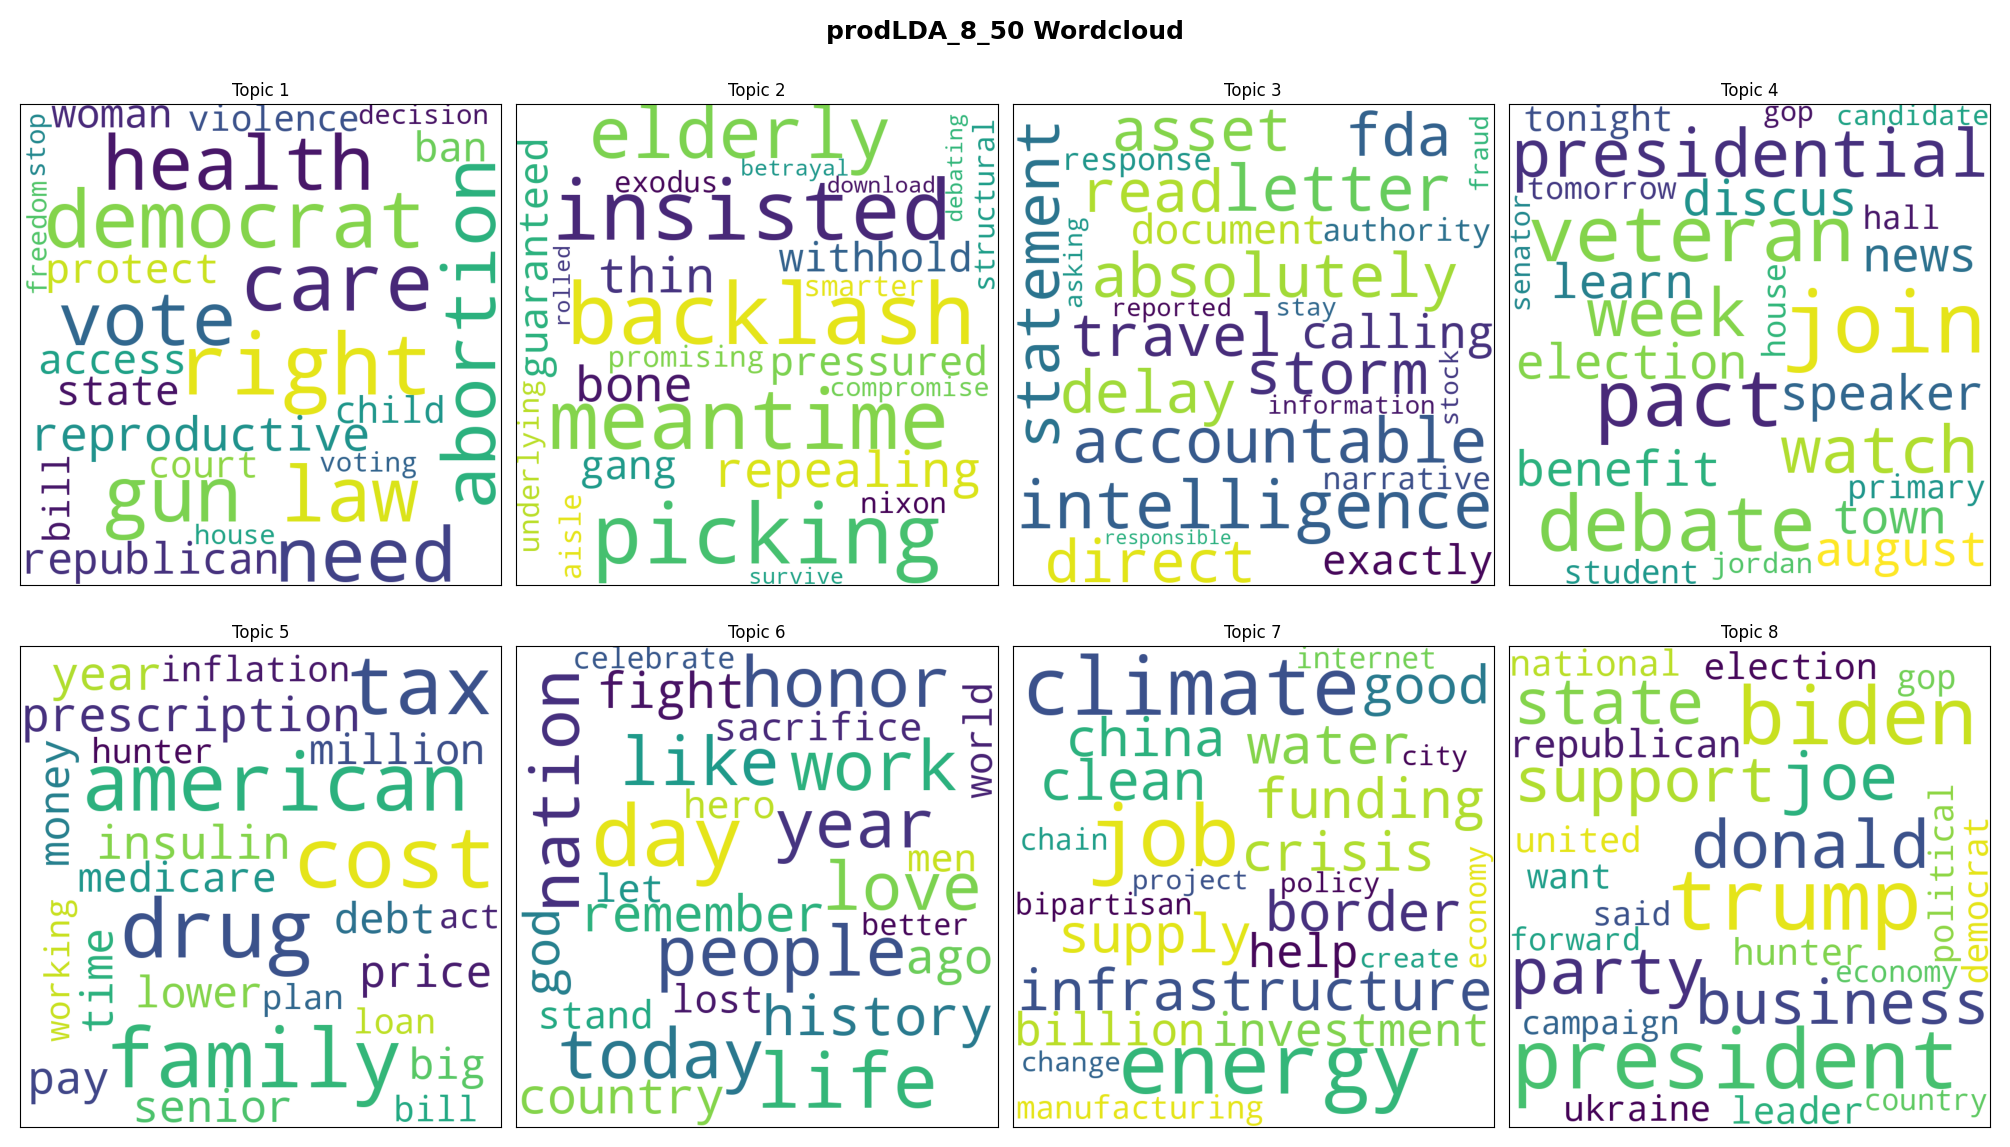 prodLDA_8_50 Wordcloud
Topic 1
woman violence decision
stop
health ban
freedom democrat
abortion
protect care
vote
access right
state
child
reproductive
bill
court voting
gun law
house
republican need
Topic 2
elderly
debating
structural
betrayal
guaranteed
exodus download
insisted
rolled
thin withhold
smarter
backlash
promising pressured
bone compromise
underlying
meantime
gang repealing
aisle
nixon
picking
survive
Topic 3
asset fda
fraud
statement
response
read letter
asking
document authority
absolutely
reported stay
travel calling
storm
stock
delay
information
accountable
narrative
intelligence
responsible
direct exactly
Topic 4
tonight gop candidate
presidential
tomorrow discus
senator
hall
veteran
news
learn
house
week join
election
pact speaker
watch
benefit
primary
debate town
august
student jordan
Topic 5
year inflation tax
prescription
money
hunter million
american
insulin cost
medicare
working
time
drug debt act
price
lower plan
loan
family big
pay
senior bill
Topic 6
celebrate honor
nation
fight
world
sacrifice
like work
hero
day year
men
let love
remember
god
better
people ago
lost
stand history
today
country life
Topic 7
climate internet
good
china water city
clean
funding
chain job crisis
economy
project policy
bipartisan border
supply help create
infrastructure
billion investment
change energy
manufacturing
Topic 8
national election gop
state biden
republican
support joe
political
united donald
democrat
want
said trump
forward hunter
party economy
business
campaign
president
ukraine leader country